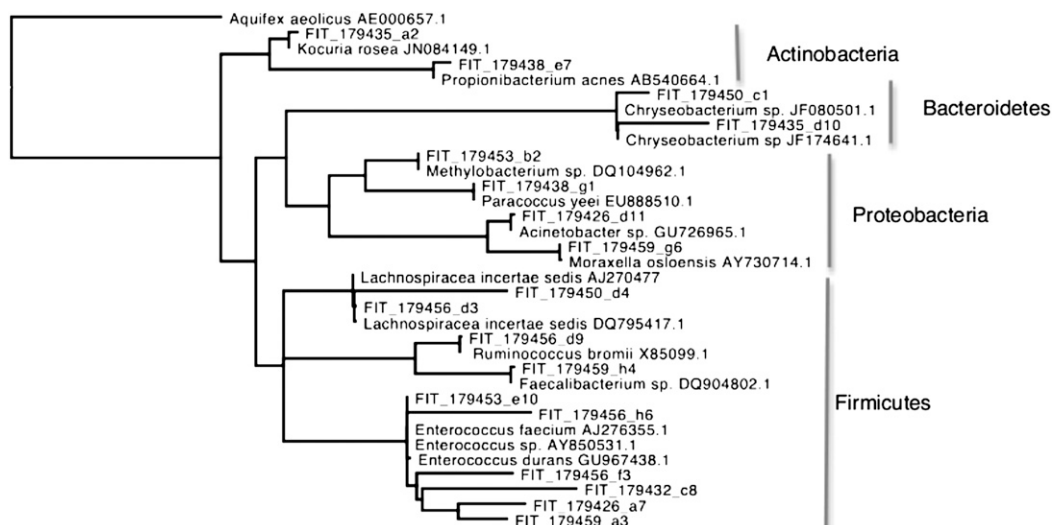 Aquifex aeolicus AE000657.1
FIT_179435_a2
Kocuria rosea JN084149.1
FIT_179438_e7
Propionibacterium acnes AB540664.1
Actinobacteria
FIT_179450_c1
Chryseobacterium sp. JF080501.1
FIT_179435_d10
Chryseobacterium sp JF174641.1
Bacteroidetes
FIT_179453_b2
Methylobacterium sp. DQ104962.1
FIT_179438_g1
Paracoccus yeei EU888510.1
FIT_179426_d11
Acinetobacter sp. GU726965.1
FIT_179459_g6
Moraxella osloensis AY730714.1
Proteobacteria
Lachnospiracea incertae sedis AJ270477
FIT_179450_d4
FIT_179456_d3
Lachnospiracea incertae sedis DQ795417.1
FIT_179456_d9
Ruminococcus bromii X85099.1
FIT_179459_h4
Faecalibacterium sp. DQ904802.1
FIT_179453_e10
FIT_179456_h6
Enterococcus faecium AJ276355.1
Enterococcus sp. AY850531.1
Enterococcus durans GU967438.1
FIT_179456_f3
FIT_179432_c8
FIT_179426_a7
FIT_179459_a3
Firmicutes